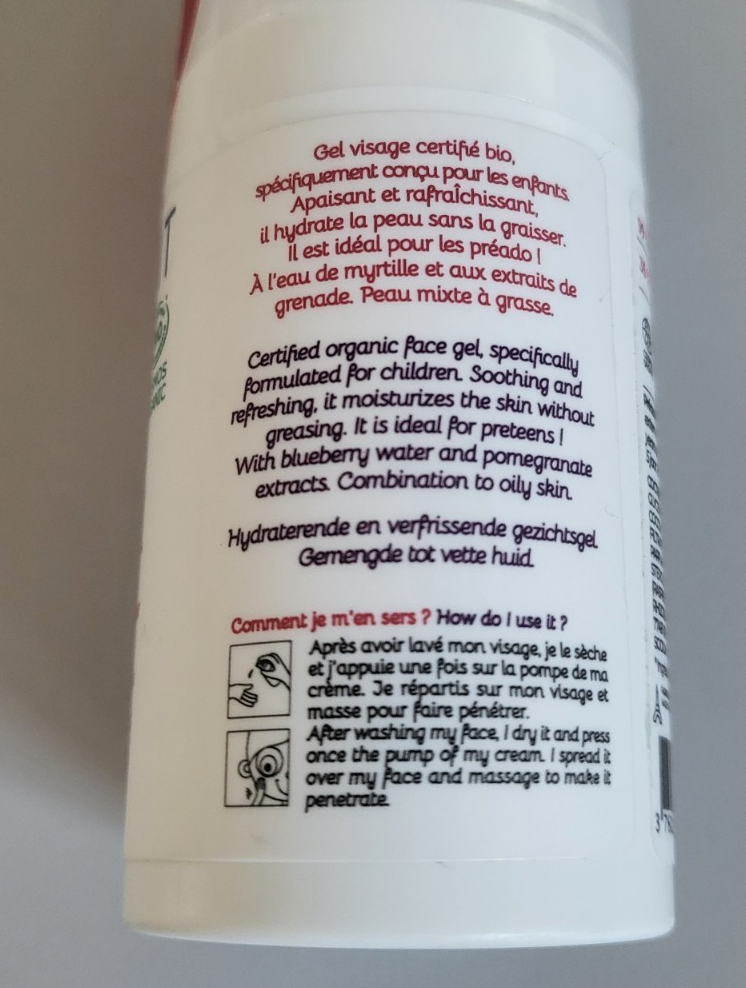 Gel visage certifié bio,
spécifiquement conçu pour les enfants.
Apaisant et rafraîchissant,
il hydrate la peau sans la graisser.
Il est idéal pour les préado !
À l'eau de myrtille et aux extraits de
grenade. Peau mixte à grasse.
Certified organic face gel, specifically
formulated for children. Soothing and
refreshing, it moisturizes the skin without
greasing. It is ideal for preteens !
With blueberry water and pomegranate
extracts. Combination to oily skin.
Hydraterende en verfrissende gezichtsgel.
Gemengde tot vette huid.
Comment je m'en sers ? How do I use it ?
Après avoir lavé mon visage, je le sèche
et j'appuie une fois sur la pompe de ma
crème. Je répartis sur mon visage et
masse pour faire pénétrer.
After washing my face, I dry it and press
once the pump of my cream. I spread it
over my face and massage to make it
penetrate.
T